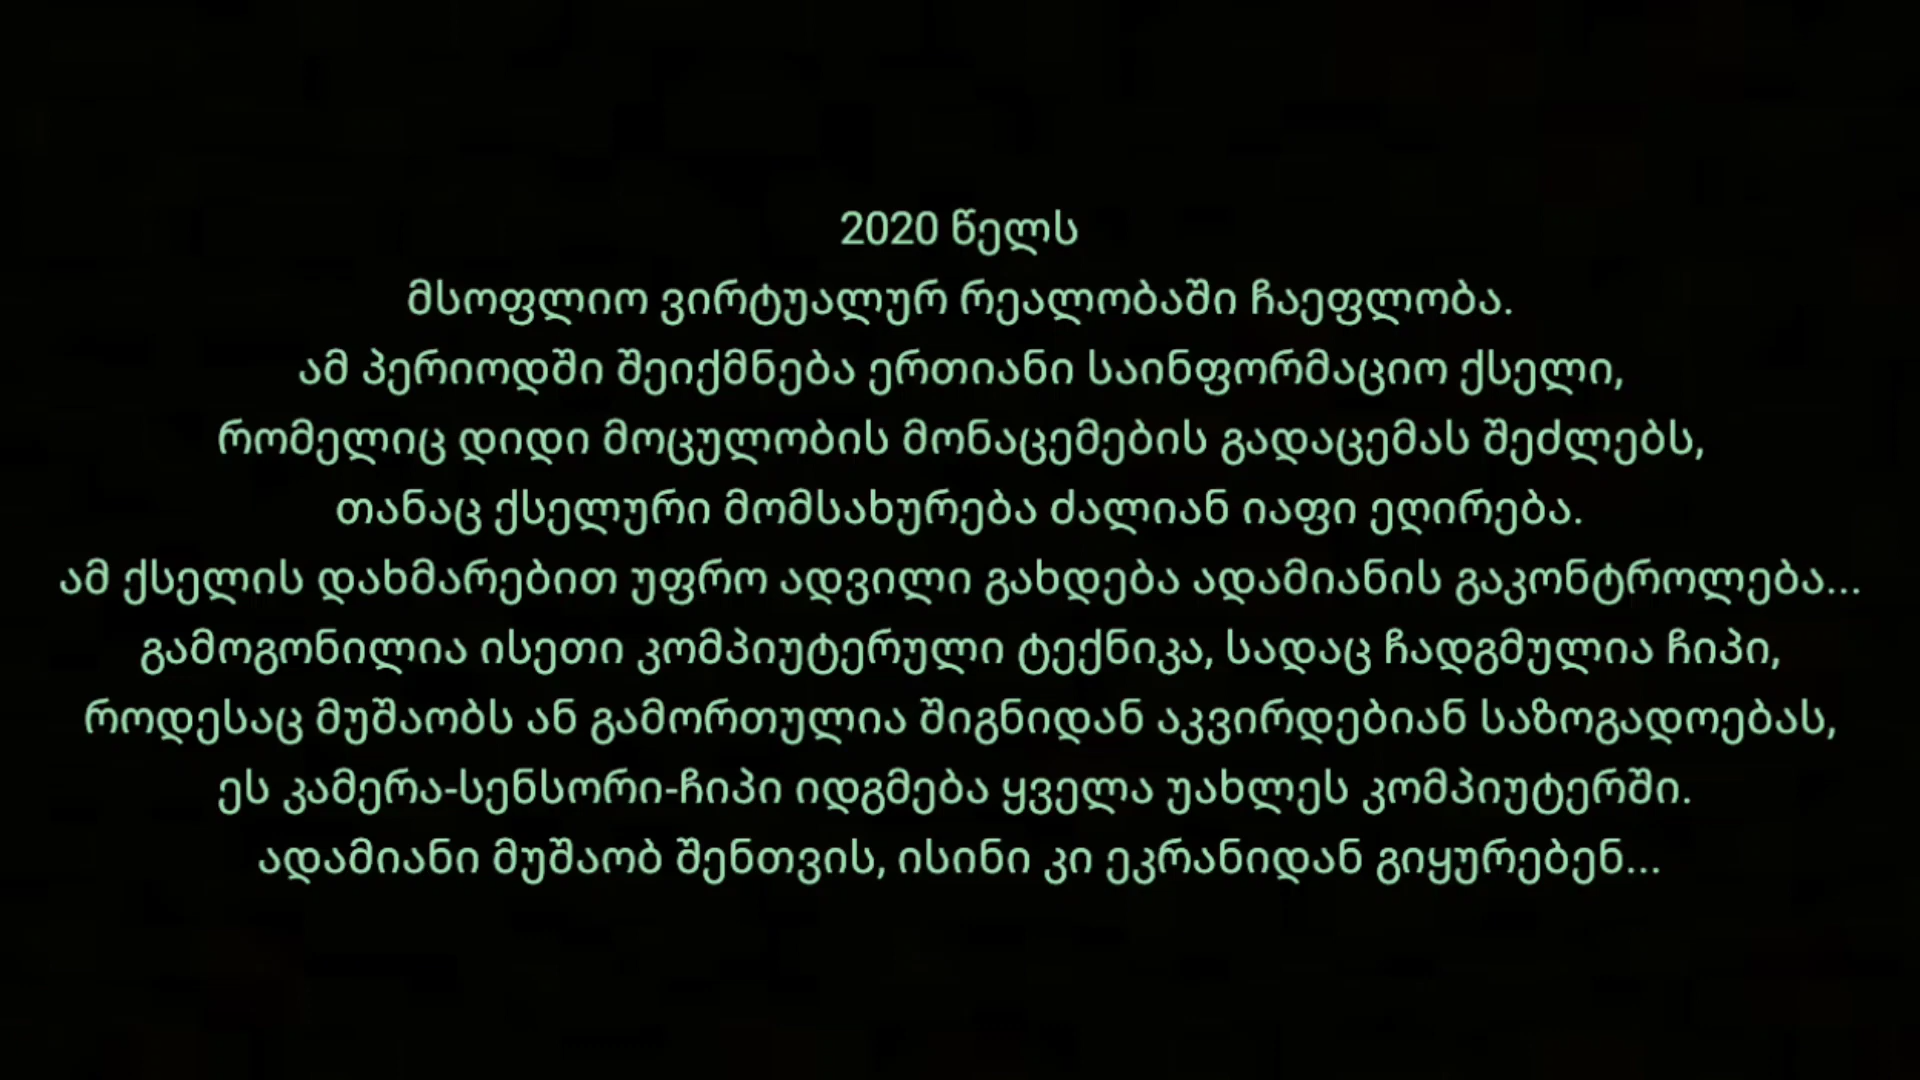 2020 წელს
მსოფლიო ვირტუალურ რეალობაში ჩაეფლობა.
ამ პერიოდში შეიქმნება ერთიანი საინფორმაციო ქსელი,
რომელიც დიდი მოცულობის მონაცემების გადაცემას შეძლებს,
თანაც ქსელური მომსახურება ძალიან იაფი ეღირება.
ამ ქსელის დახმარებით უფრო ადვილი გახდება ადამიანის გაკონტროლება...
გამოგონილია ისეთი კომპიუტერული ტექნიკა, სადაც ჩადგმულია ჩიპი,
როდესაც მუშაობს ან გამორთულია შიგნიდან აკვირდებიან საზოგადოებას,
ეს კამერა-სენსორი-ჩიპი იდგმება ყველა უახლეს კომპიუტერში.
ადამიანი მუშაობ შენთვის, ისინი კი ეკრანიდან გიყურებენ...